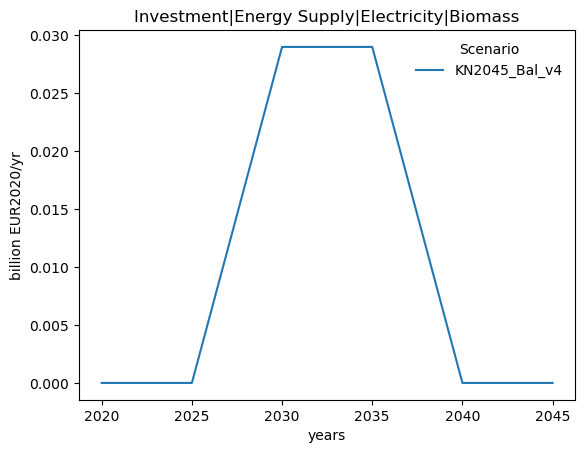 Investment|Energy Supply|Electricity|Biomass
Scenario
KN2045_Bal_v4
billion EUR2020/yr
0.030
0.025
0.020
0.015
0.010
0.005
0.000
2020 2025 2030 2035 2040 2045
years